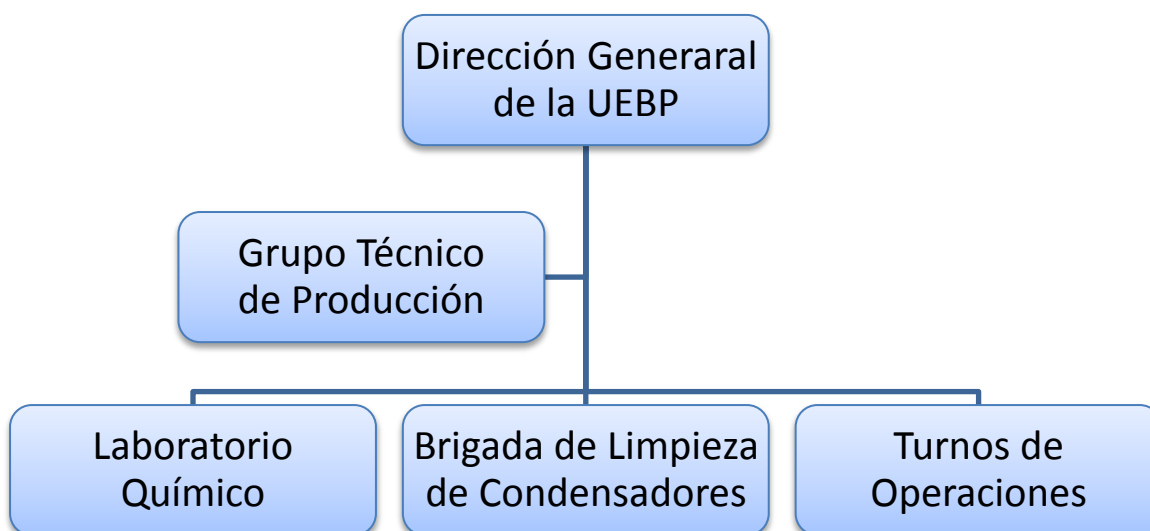 Dirección Generaral
de la UEBP
Grupo Técnico
de Producción
Laboratorio
Químico
Brigada de Limpieza
de Condensadores
Turnos de
Operaciones